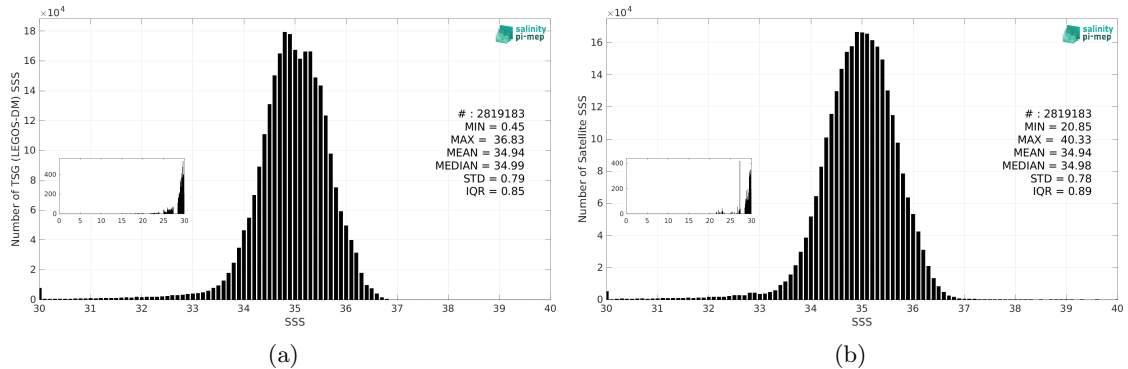 ×10⁴
18
16
14
12
10
8
6
4
2
0
Number of TSG (LEGOS-DM) SSS
salinity
pi-mep
# : 2819183
MIN = 0.45
MAX = 36.83
MEAN = 34.94
MEDIAN = 34.99
STD = 0.79
IQR = 0.85
400
200
0
0 5 10 15 20 25 30
30 31 32 33 34 35 36 37 38 39 40
SSS
(a)
×10⁴
16
14
12
10
8
6
4
2
0
Number of Satellite SSS
salinity
pi-mep
# : 2819183
MIN = 20.85
MAX = 40.33
MEAN = 34.94
MEDIAN = 34.98
STD = 0.78
IQR = 0.89
400
200
0
0 5 10 15 20 25 30
30 31 32 33 34 35 36 37 38 39 40
SSS
(b)